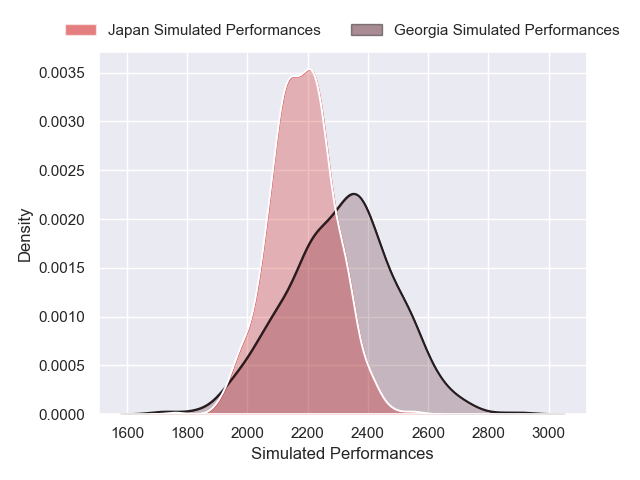 Japan Simulated Performances
Georgia Simulated Performances
0.0035
0.0030
0.0025
0.0020
0.0015
0.0010
0.0005
0.0000
Density
1600 1800 2000 2200 2400 2600 2800 3000
Simulated Performances